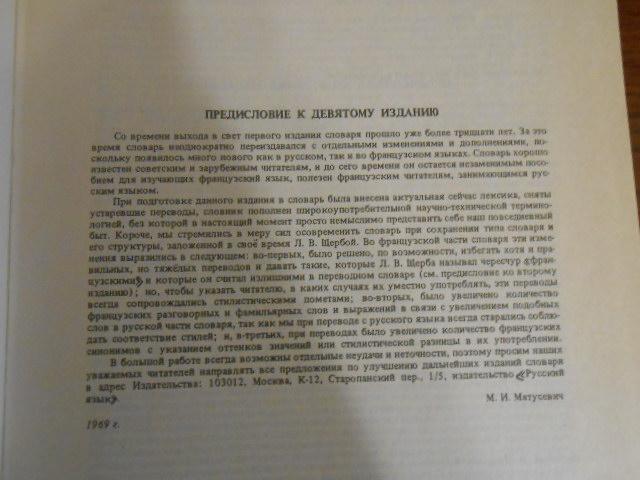 ПРЕДИСЛОВИЕ К ДЕВЯТОМУ ИЗДАНИЮ
Со времени выхода в свет первого издания словаря прошло уже более тридцати лет. За это
время словарь неоднократно переиздавался с отдельными изменениями и дополнениями, по-
скольку появилось много нового как в русском, так и во французском языках. Словарь хорошо
известен советским и зарубежным читателям, и до сего времени он остается незаменимым посо-
бием для изучающих французский язык, полезен французским читателям, занимающимся рус-
ским языком.
При подготовке данного издания в словарь была внесена актуальная сейчас лексика, сняты
устаревшие переводы, словник пополнен широкоупотребительной научно-технической термино-
логией, без которой в настоящий момент просто немыслимо представить себе наш повседневный
быт. Короче, мы стремились в меру сил осовременить словарь при сохранении типа словаря и
его структуры, заложенной в своё время Л. В. Щербой. Во французской части словаря эти изме-
нения выразились в следующем: во-первых, было решено, по возможности, избегать хотя и пра-
вильных, но тяжёлых переводов и давать такие, которые Л. В. Щерба называл чересчур «фран-
цузскими» и которые он считал излишними в переводном словаре (см. предисловие ко второму
изданию); но, чтобы указать читателю, в каких случаях их уместно употреблять, эти переводы
всегда сопровождались стилистическими пометами; во-вторых, было увеличено количество
французских разговорных и фамильярных слов и выражений в связи с увеличением подобных
слов в русской части словаря, так как мы при переводе с русского языка всегда старались соблю-
дать соответствие стилей; и, в-третьих, при переводах было увеличено количество французских
синонимов с указанием оттенков значений или стилистической разницы в их употреблении.
В большой работе всегда возможны отдельные неудачи и неточности, поэтому просим наших
уважаемых читателей направлять все предложения по улучшению дальнейших изданий словаря
в адрес Издательства: 103012, Москва, К-12, Старопанский пер., 1/5, издательство «Русский
язык».
М. И. Матусевич
1969 г.